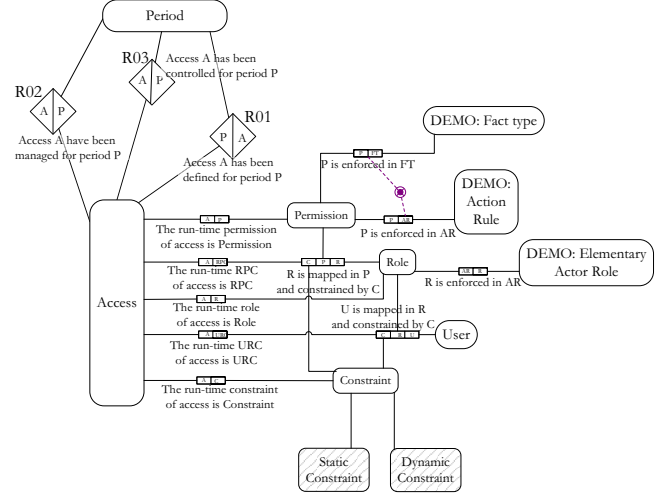 Period
R03
Access A has been
controlled for period P
R02
A P
A P
R01
P A
Access A have been
managed for period P
Access A has been
defined for period P
DEMO: Fact type
P FT
P is enforced in FT
DEMO:
Action
Rule
Permission
A P
P AR
The run-time permission
of access is Permission
P is enforced in AR
DEMO: Elementary
Actor Role
A RPC
C P R
Role
AR R
The run-time RPC
of access is RPC
R is mapped in P
and constrained by C
R is enforced in AR
Access
A R
The run-time role
of access is Role
U is mapped in R
and constrained by C
A URC
C R U
User
The run-time URC
of access is URC
A C
Constraint
The run-time constraint
of access is Constraint
Static
Constraint
Dynamic
Constraint